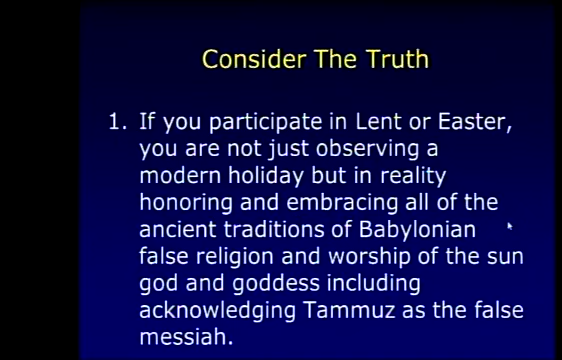 Consider The Truth
1. If you participate in Lent or Easter,
you are not just observing a
modern holiday but in reality
honoring and embracing all of the
ancient traditions of Babylonian
false religion and worship of the sun
god and goddess including
acknowledging Tammuz as the false
messiah.